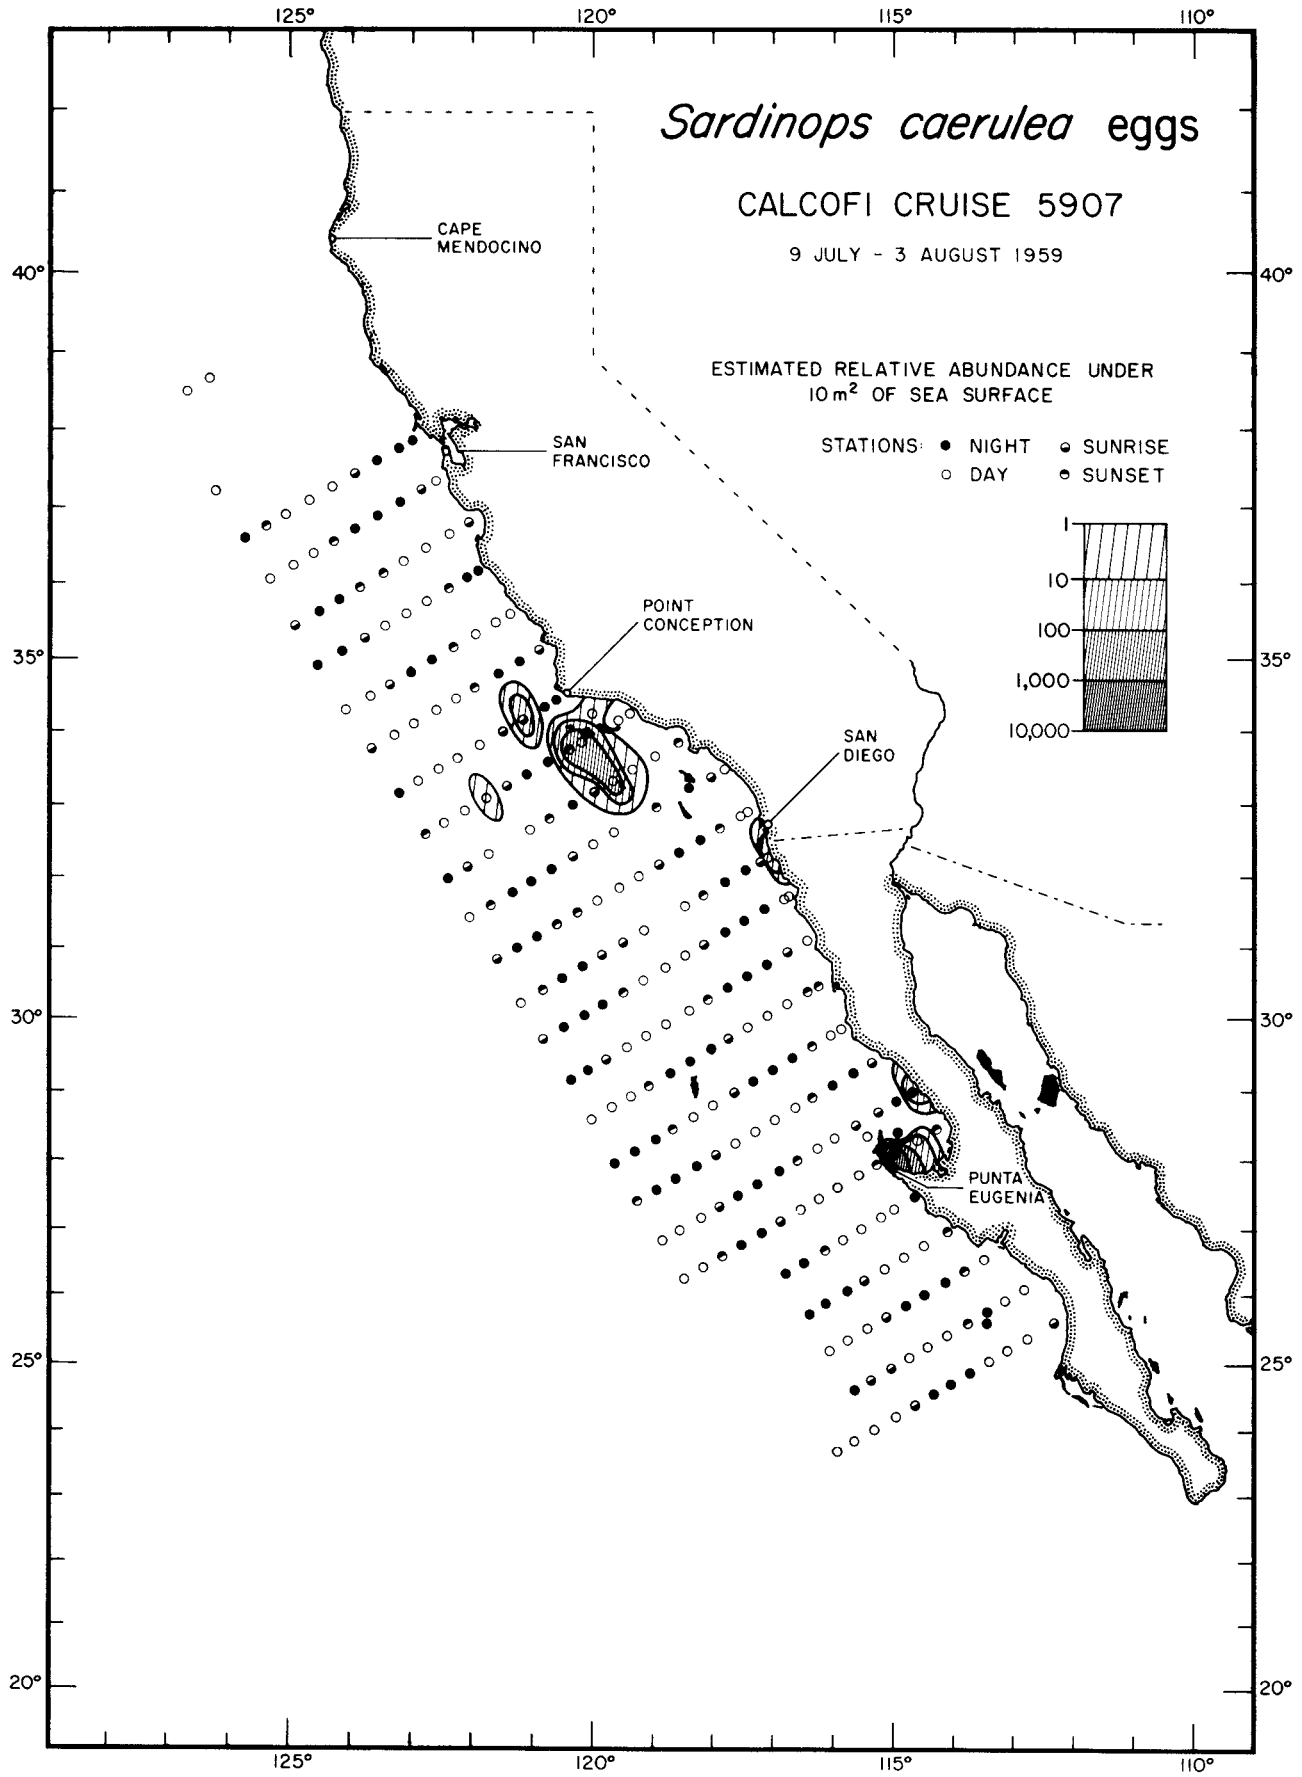 125° 120° 115° 110°
Sardinops caerulea eggs
CALCOFI CRUISE 5907
9 JULY - 3 AUGUST 1959
CAPE
MENDOCINO
40° 40°
ESTIMATED RELATIVE ABUNDANCE UNDER
10m² OF SEA SURFACE
STATIONS: ● NIGHT ◒ SUNRISE
○ DAY ◓ SUNSET
SAN
FRANCISCO
1
10
100
1,000
10,000
POINT
CONCEPTION
35° 35°
SAN
DIEGO
30° 30°
PUNTA
EUGENIA
25° 25°
20° 20°
125° 120° 115° 110°